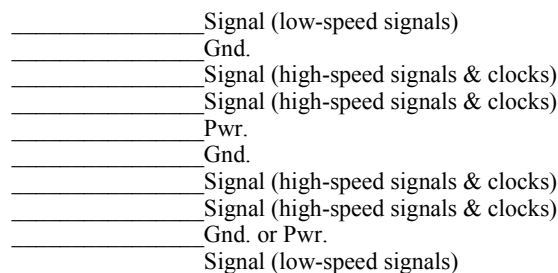 Signal (low-speed signals)
Gnd.
Signal (high-speed signals & clocks)
Signal (high-speed signals & clocks)
Pwr.
Gnd.
Signal (high-speed signals & clocks)
Signal (high-speed signals & clocks)
Gnd. or Pwr.
Signal (low-speed signals)